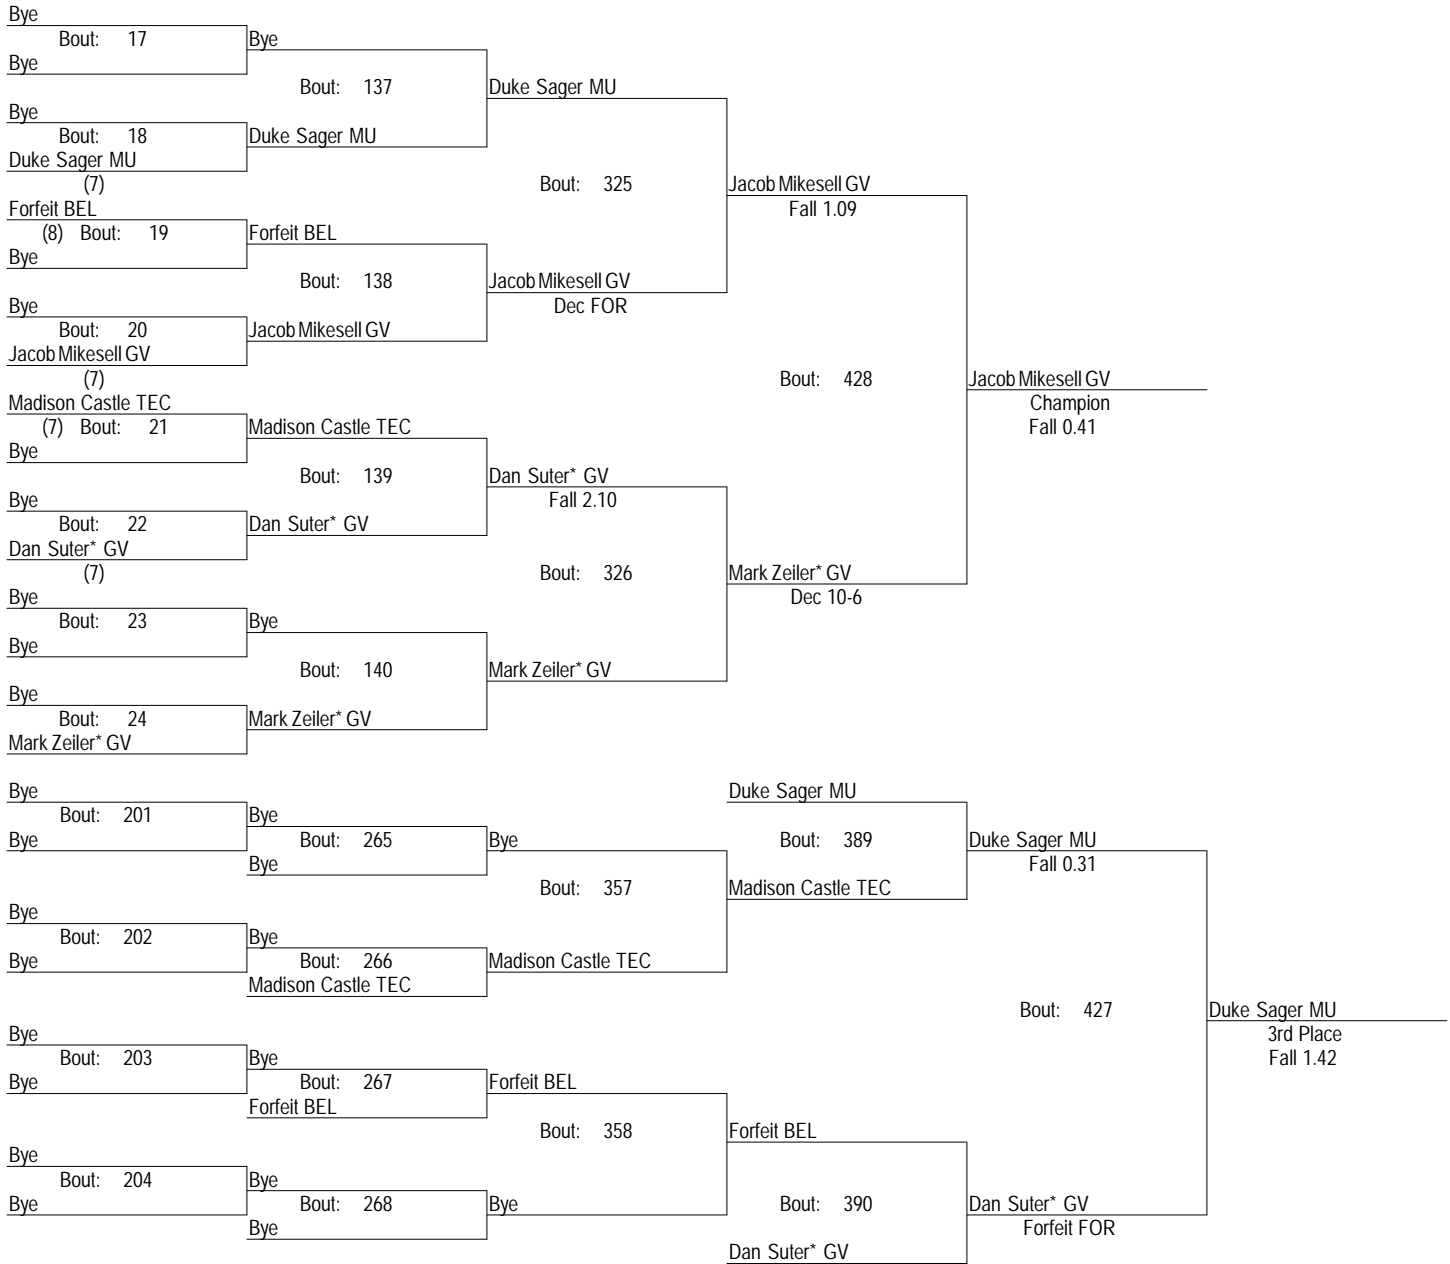 Bye
Bout: 17 Bye
Bye
Bout: 137 Duke Sager MU
Bye
Bout: 18 Duke Sager MU
Duke Sager MU
(7) Bout: 325 Jacob Mikesell GV
Forfeit BEL Fall 1.09
(8) Bout: 19 Forfeit BEL
Bye
Bout: 138 Jacob Mikesell GV
Bye Dec FOR
Bout: 20 Jacob Mikesell GV
Jacob Mikesell GV
(7) Bout: 428 Jacob Mikesell GV
Madison Castle TEC Champion
(7) Bout: 21 Madison Castle TEC Fall 0.41
Bye
Bout: 139 Dan Suter* GV
Bye Fall 2.10
Bout: 22 Dan Suter* GV
Dan Suter* GV
(7) Bout: 326 Mark Zeiler* GV
Bye Dec 10-6
Bout: 23 Bye
Bye
Bout: 140 Mark Zeiler* GV
Bye
Bout: 24 Mark Zeiler* GV
Mark Zeiler* GV
Bye Duke Sager MU
Bout: 201 Bye
Bye Bout: 265 Bye Bout: 389 Duke Sager MU
Bye Fall 0.31
Bout: 357 Madison Castle TEC
Bye
Bout: 202 Bye
Bye Bout: 266 Madison Castle TEC
Madison Castle TEC
Bout: 427 Duke Sager MU
Bye 3rd Place
Bout: 203 Bye Fall 1.42
Bye Bout: 267 Forfeit BEL
Forfeit BEL
Bout: 358 Forfeit BEL
Bye
Bout: 204 Bye
Bye Bout: 268 Bye Bout: 390 Dan Suter* GV
Bye Forfeit FOR
Dan Suter* GV